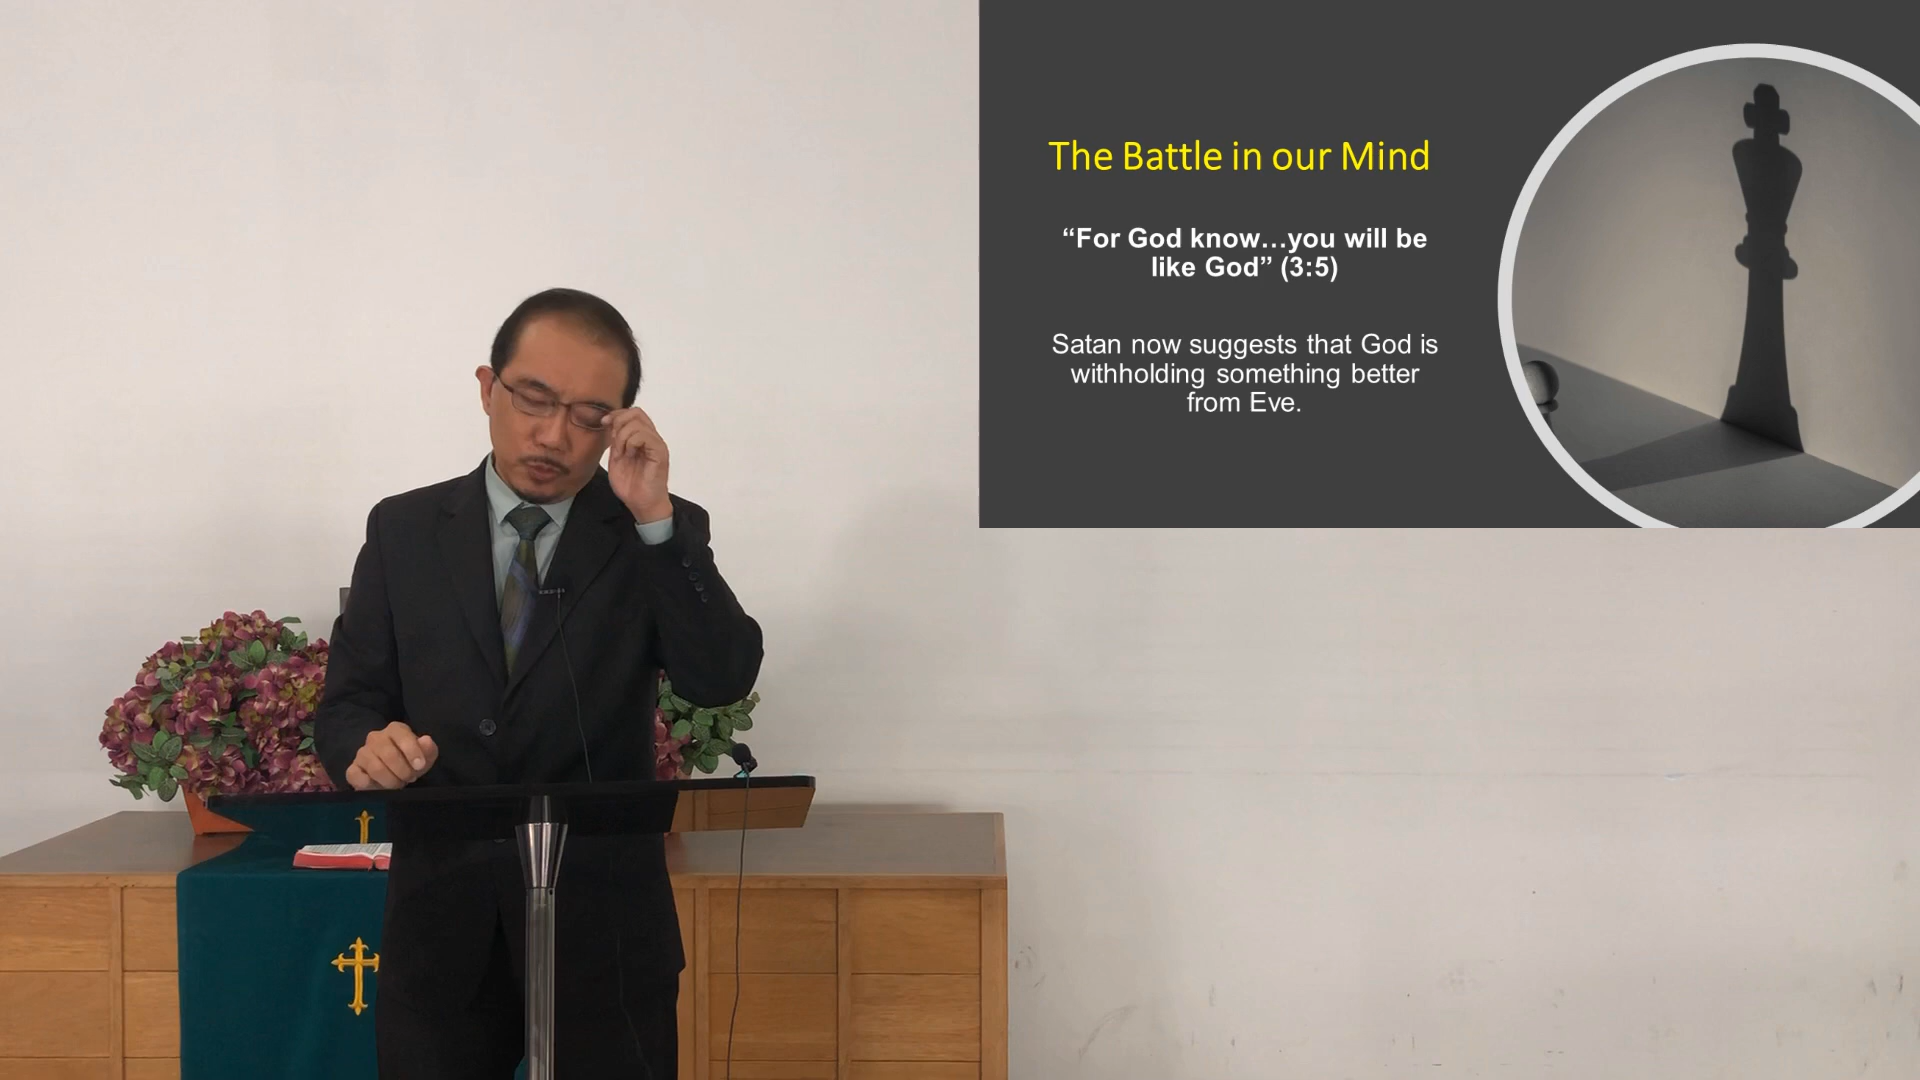 The Battle in our Mind
“For God know…you will be
like God” (3:5)
Satan now suggests that God is
withholding something better
from Eve.